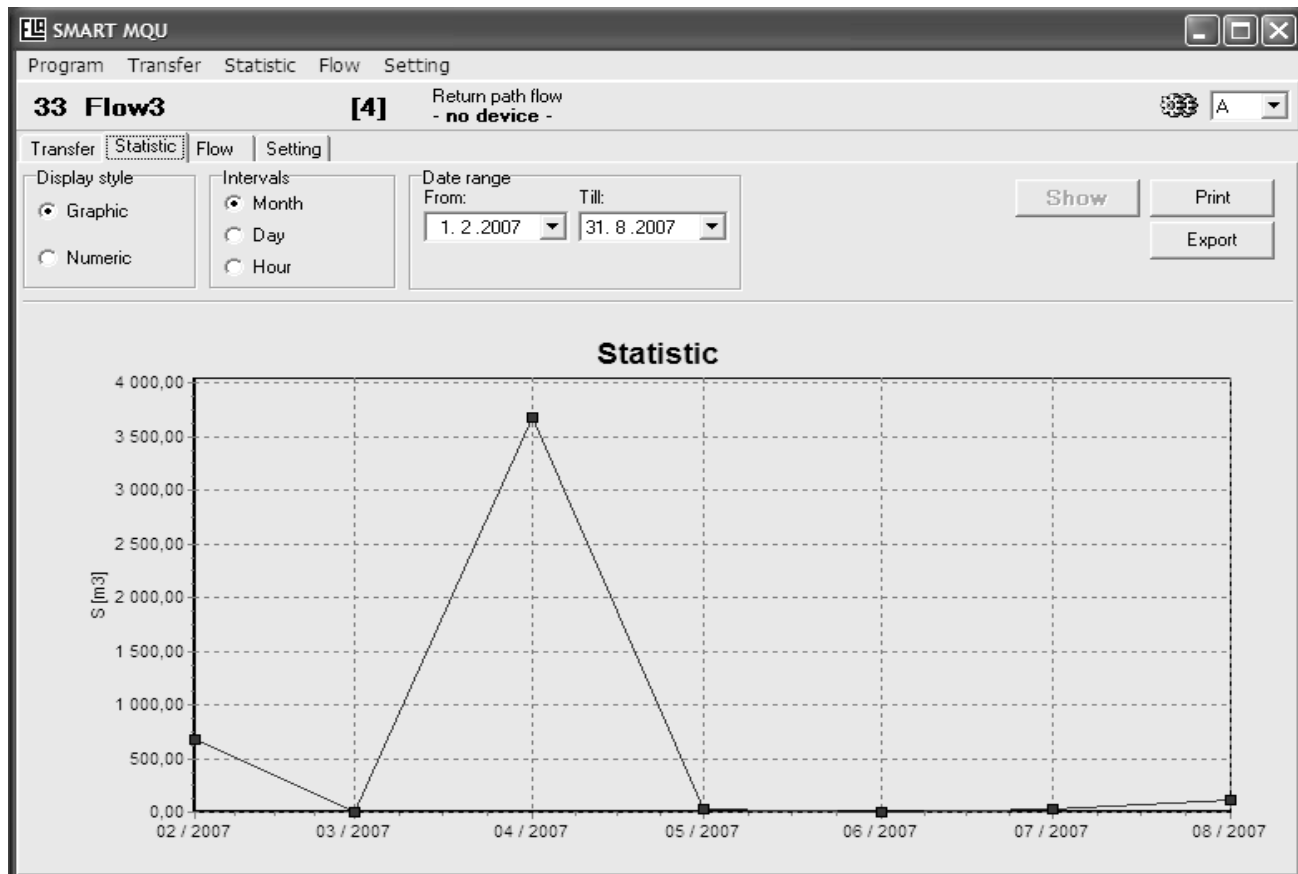 ELA SMART MQU
Program Transfer Statistic Flow Setting
33 Flow3 [4] Return path flow
- no device -
A
Transfer Statistic Flow Setting
Display style Intervals Date range
Graphic Month From: Till: Show Print
1. 2 .2007 31. 8 .2007
Day Export
Numeric Hour
Statistic
4 000,00
3 500,00
3 000,00
2 500,00
S [m3]
2 000,00
1 500,00
1 000,00
500,00
0,00
02 / 2007 03 / 2007 04 / 2007 05 / 2007 06 / 2007 07 / 2007 08 / 2007